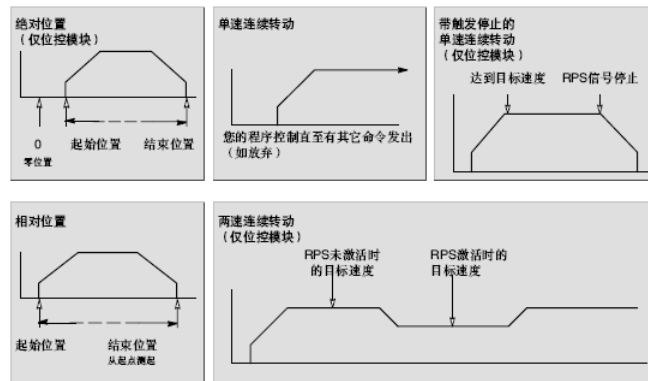 绝对位置
（仅位控模块）
0
零位置
起始位置
结束位置
单速连续转动
您的程序控制直至有其它命令发出
（如放弃）
带触发停止的
单速连续转动
（仅位控模块）
达到目标速度
RPS信号停止
相对位置
起始位置
结束位置
从起点测起
两速连续转动
（仅位控模块）
RPS未激活时
的目标速度
RPS激活时的
目标速度